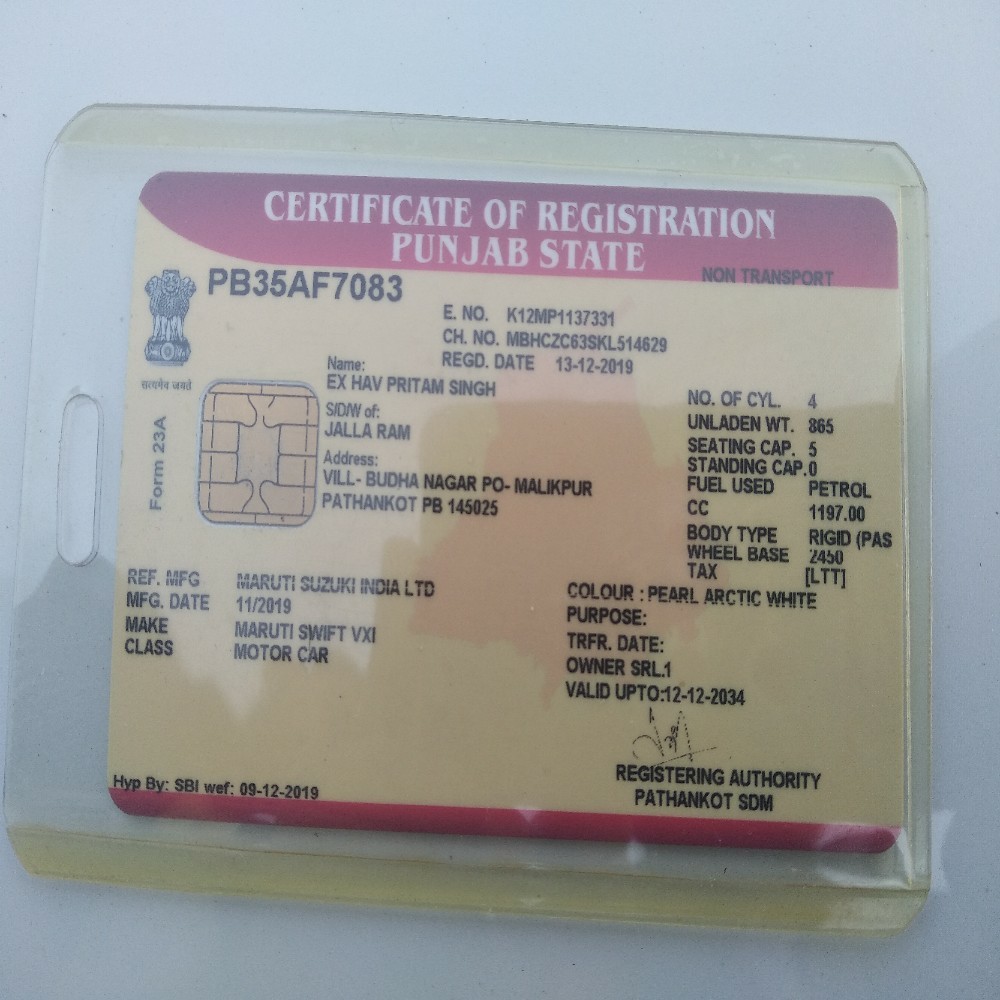 CERTIFICATE OF REGISTRATION
PUNJAB STATE
NON TRANSPORT
PB35AF7083
E. NO. K12MP1137331
CH. NO. MBHCZC63SKL514629
REGD. DATE 13-12-2019
सत्यमेव जयते
Form 23A
Name:
EX HAV PRITAM SINGH
S/D/W of:
JALLA RAM
Address:
VILL- BUDHA NAGAR PO- MALIKPUR
PATHANKOT PB 145025
NO. OF CYL. 4
UNLADEN WT. 865
SEATING CAP. 5
STANDING CAP.0
FUEL USED PETROL
CC 1197.00
BODY TYPE RIGID (PAS
WHEEL BASE 2450
TAX [LTT]
REF. MFG MARUTI SUZUKI INDIA LTD
MFG. DATE 11/2019
MAKE MARUTI SWIFT VXI
CLASS MOTOR CAR
COLOUR : PEARL ARCTIC WHITE
PURPOSE:
TRFR. DATE:
OWNER SRL.1
VALID UPTO:12-12-2034
REGISTERING AUTHORITY
PATHANKOT SDM
Hyp By: SBI wef: 09-12-2019